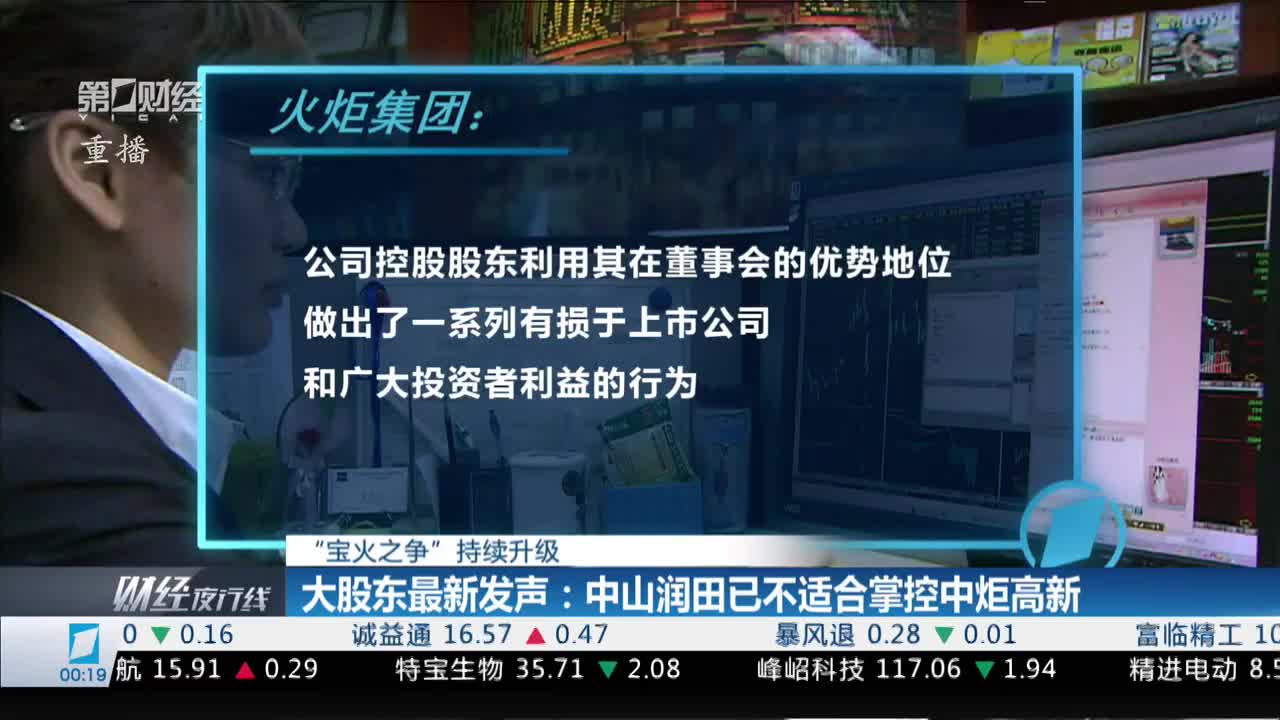 第一财经
YICAI
重播
火炬集团：
公司控股股东利用其在董事会的优势地位
做出了一系列有损于上市公司
和广大投资者利益的行为
“宝火之争”持续升级
财经夜行线
大股东最新发声：中山润田已不适合掌控中炬高新
0 ▼ 0.16 诚益通 16.57 ▲ 0.47 暴风退 0.28 ▼ 0.01 富临精工 10
00:19
航 15.91 ▲ 0.29 特宝生物 35.71 ▼ 2.08 峰岹科技 117.06 ▼ 1.94 精进电动 8.5